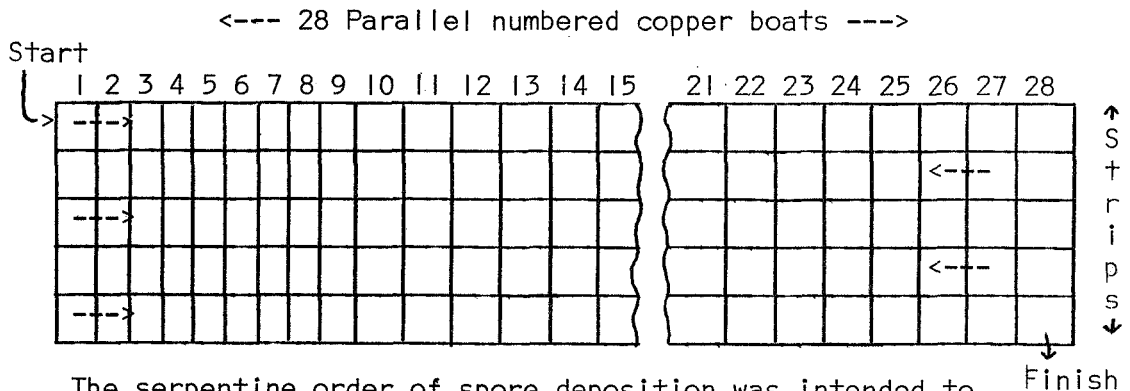 <--- 28 Parallel numbered copper boats --->
Start
1 2 3 4 5 6 7 8 9 10 11 12 13 14 15 21 22 23 24 25 26 27 28
--->
<---
--->
<---
--->
Strips
Finish
The serpentine order of spore deposition was intended to